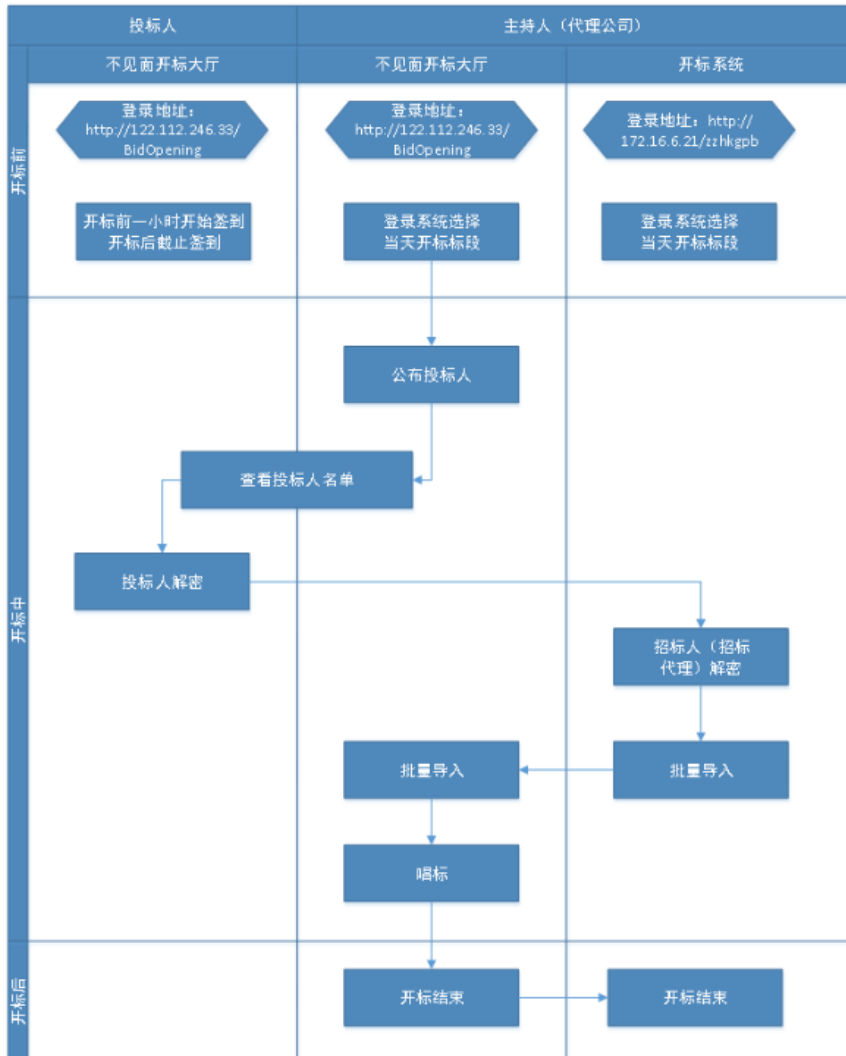 投标人
主持人（代理公司）
不见面开标大厅
不见面开标大厅
开标系统
开标前
登录地址：
http://122.112.246.33/
BidOpening
登录地址：
http://122.112.246.33/
BidOpening
登录地址：http://
172.16.6.21/zzhkgpb
开标前一小时开始签到
开标后截止签到
登录系统选择
当天开标标段
登录系统选择
当天开标标段
开标中
公布投标人
查看投标人名单
投标人解密
招标人（招标
代理）解密
批量导入
批量导入
唱标
开标后
开标结束
开标结束